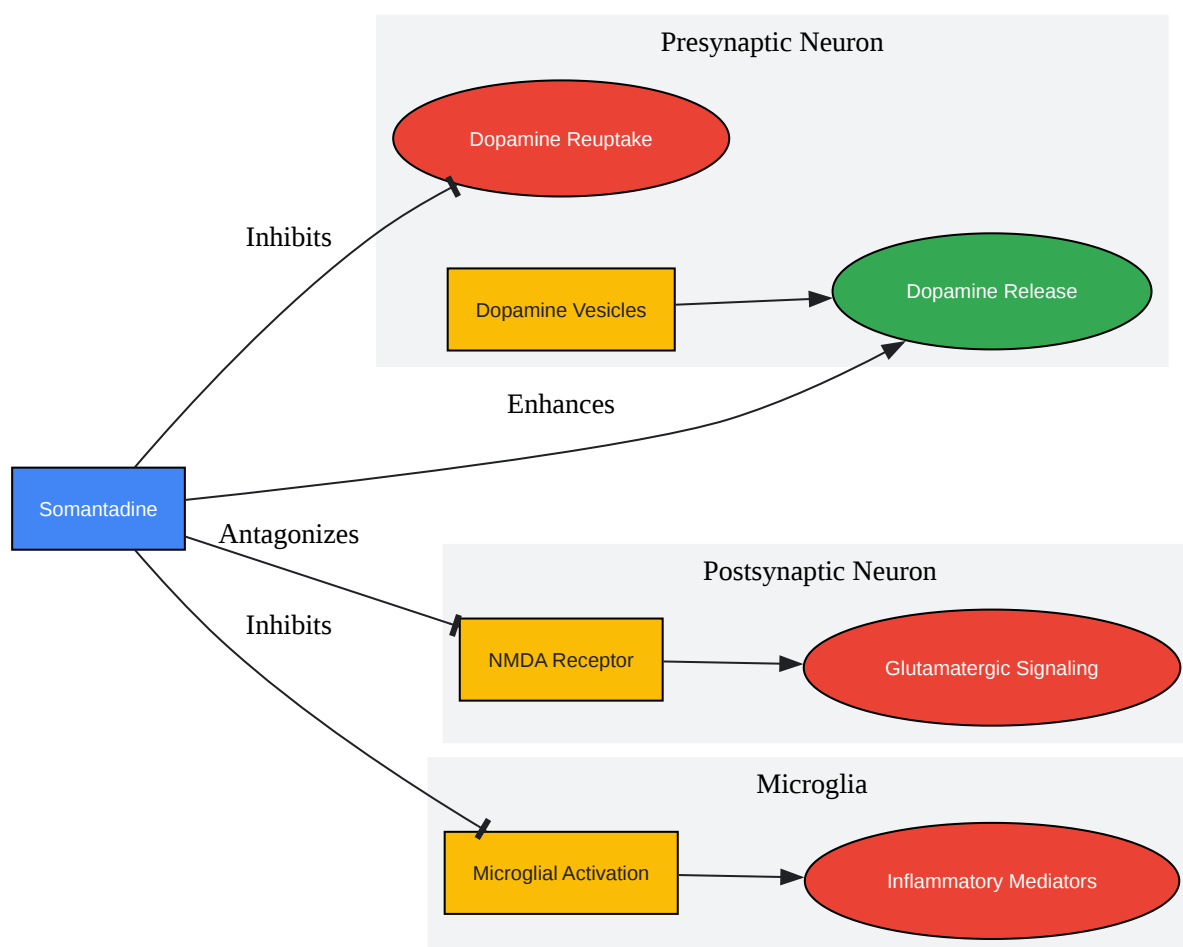 Presynaptic Neuron
Dopamine Reuptake
Inhibits
Dopamine Vesicles
Dopamine Release
Enhances
Somantadine
Antagonizes
Postsynaptic Neuron
Inhibits
NMDA Receptor
Glutamatergic Signaling
Microglia
Microglial Activation
Inflammatory Mediators